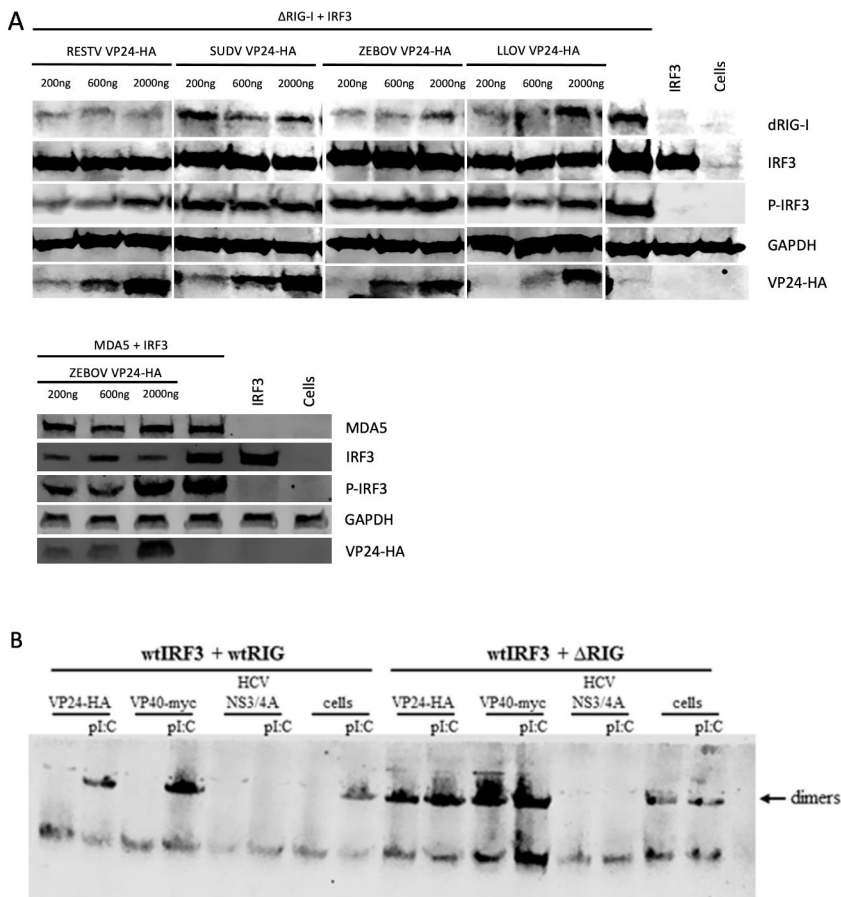 A
ΔRIG-I + IRF3
RESTV VP24-HA SUDV VP24-HA ZEBOV VP24-HA LLOV VP24-HA
IRF3
Cells
200ng 600ng 2000ng 200ng 600ng 2000ng 200ng 600ng 2000ng 200ng 600ng 2000ng
dRIG-I
IRF3
P-IRF3
GAPDH
VP24-HA
MDA5 + IRF3
ZEBOV VP24-HA
IRF3
Cells
200ng 600ng 2000ng
MDA5
IRF3
P-IRF3
GAPDH
VP24-HA
B
wtIRF3 + wtRIG wtIRF3 + ΔRIG
HCV HCV
VP24-HA VP40-myc NS3/4A cells VP24-HA VP40-myc NS3/4A cells
pI:C pI:C pI:C pI:C pI:C pI:C pI:C pI:C
dimers